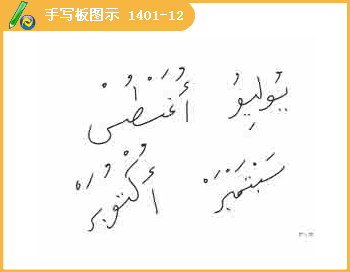 手写板图示 1401-12
يُولِيُو أُغُسْطُسْ
سَبْتَمْبَرْ أُكْتُوبَرْ